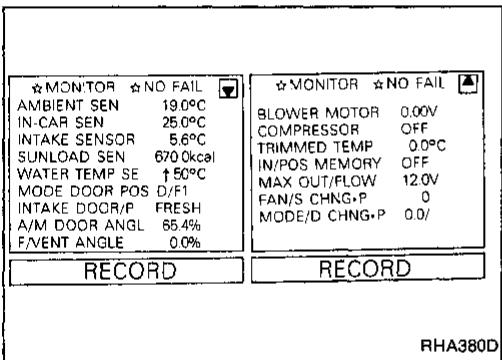 ☆MONITOR ☆NO FAIL ▼
AMBIENT SEN 19.0°C
IN-CAR SEN 25.0°C
INTAKE SENSOR 5.6°C
SUNLOAD SEN 670.0kcal
WATER TEMP SE ↑50°C
MODE DOOR POS D/F1
INTAKE DOOR/P FRESH
A/M DOOR ANGL 65.4%
F/VENT ANGLE 0.0%
RECORD
☆MONITOR ☆NO FAIL ▲
BLOWER MOTOR 0.00V
COMPRESSOR OFF
TRIMMED TEMP 0.0°C
IN/POS MEMORY OFF
MAX OUT/FLOW 12.0V
FAN/S CHNG•P 0
MODE/D CHNG•P 0.0/
RECORD
RHA380D